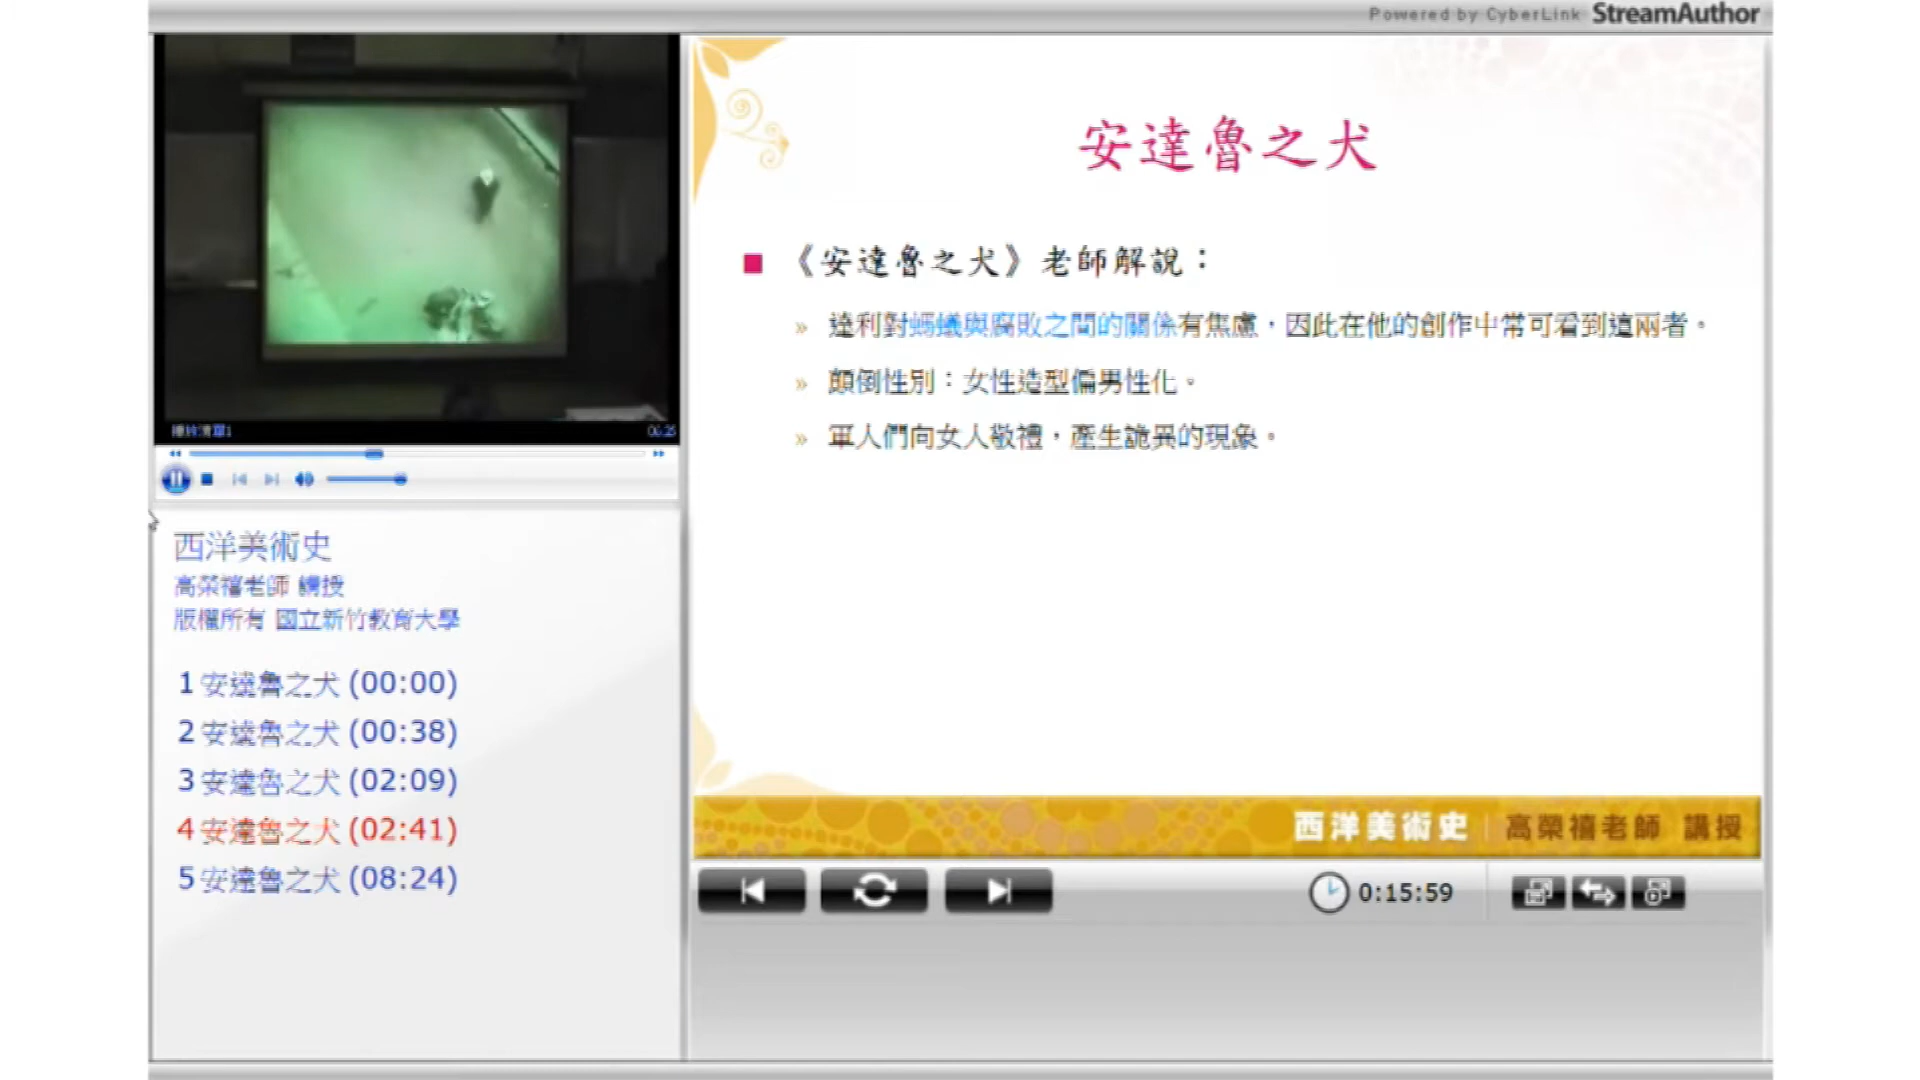 Powered by CyberLink StreamAuthor
安達魯之犬
《安達魯之犬》老師解說：
» 達利對螞蟻與腐敗之間的關係有焦慮，因此在他的創作中常可看到這兩者。
» 顛倒性別：女性造型偏男性化。
» 軍人們向女人敬禮，產生詭異的現象。
播放清單1
06:25
西洋美術史
高榮禧老師 講授
版權所有 國立新竹教育大學
1 安達魯之犬 (00:00)
2 安達魯之犬 (00:38)
3 安達魯之犬 (02:09)
4 安達魯之犬 (02:41)
5 安達魯之犬 (08:24)
西洋美術史 | 高榮禧老師 講授
0:15:59